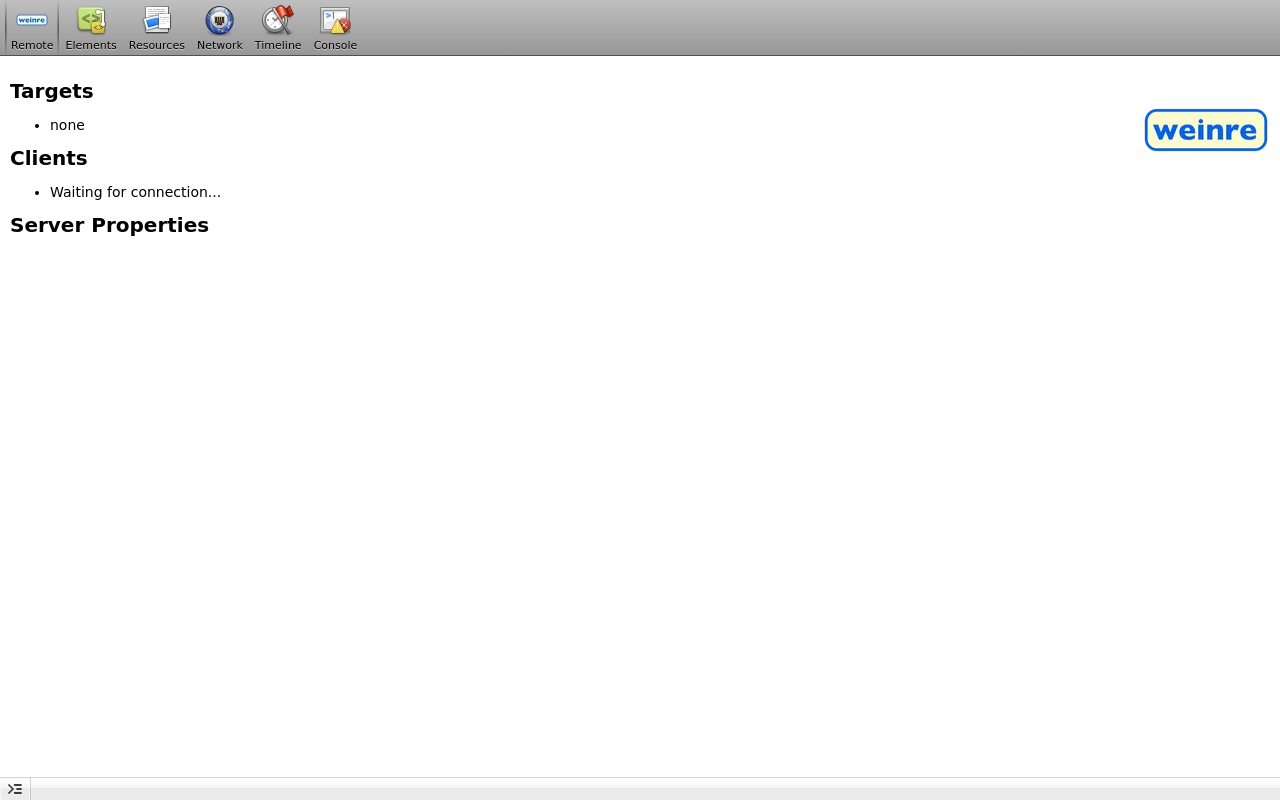 weinre
Remote
Elements
Resources
Network
Timeline
Console
Targets
none
weinre
Clients
Waiting for connection...
Server Properties